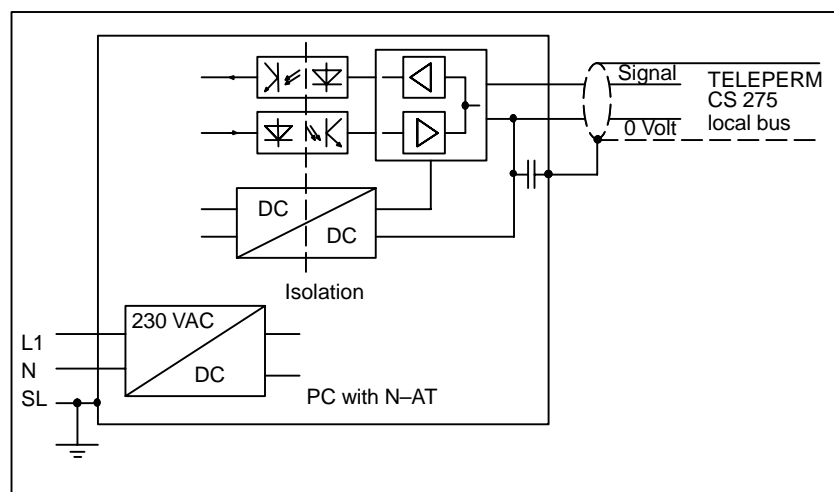 Signal
TELEPERM
CS 275
0 Volt
local bus
DC
DC
Isolation
230 VAC
L1
DC
N
PC with N–AT
SL